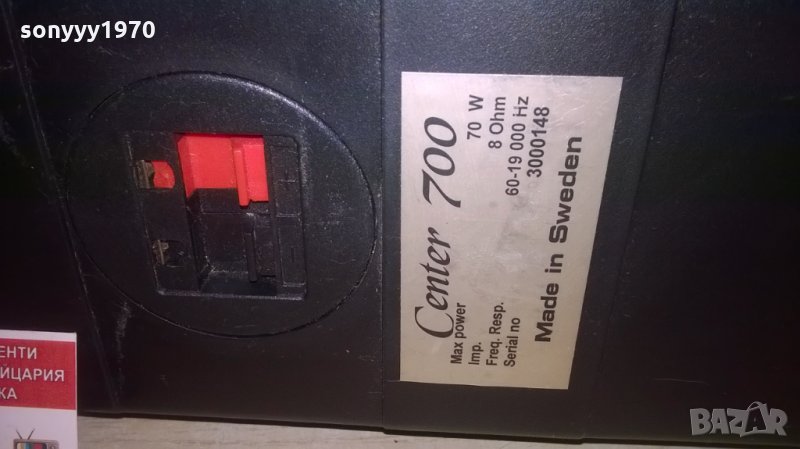 sonyyy1970
Center 700
Max power 70 W
Imp. 8 Ohm
Freq. Resp. 60-19 000 Hz
Serial no 3000148
Made in Sweden
ЕНТИ
ЙЦАРИЯ
КА
BAZAR